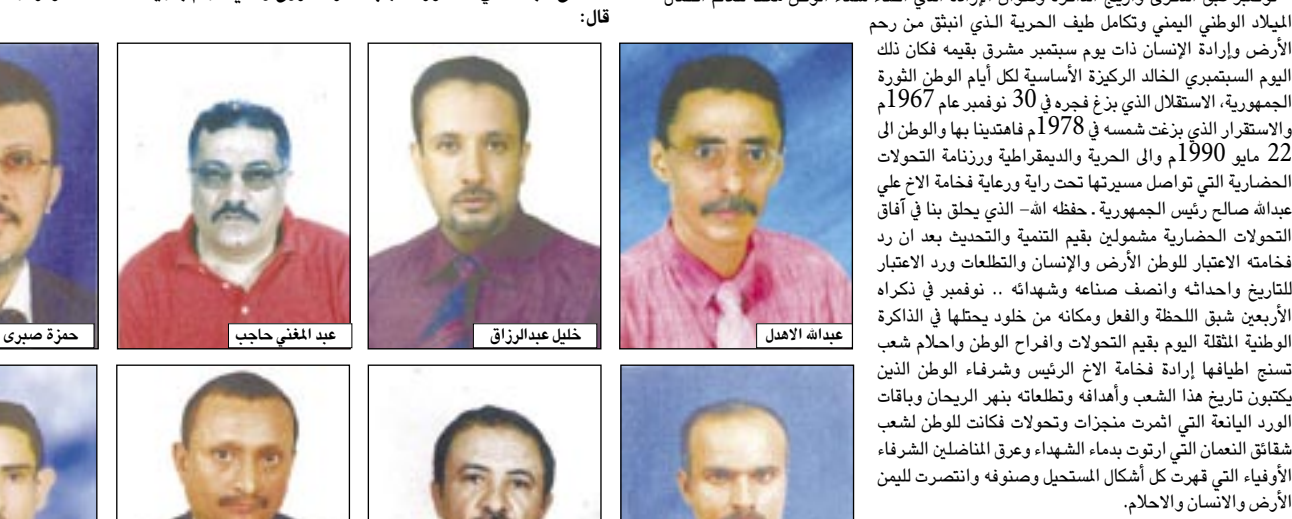 قال:
الميلاد الوطني اليمني وتكامل طيف الحرية الذي انبثق من رحم
الأرض وإرادة الإنسان ذات يوم سبتمبر مشرق بقيمه فكان ذلك
اليوم السبتمبري الخالد الركيزة الأساسية لكل أيام الوطن الثورة
الجمهورية، الاستقلال الذي بزغ فجره في 30 نوفمبر عام 1967م
والاستقرار الذي بزغت شمسه في 1978م فاهتدينا بها والوطن الى
22 مايو 1990م والى الحرية والديمقراطية ورزنامة التحولات
الحضارية التي تواصل مسيرتها تحت راية ورعاية فخامة الاخ علي
عبدالله صالح رئيس الجمهورية . حفظه الله– الذي يحلق بنا في آفاق
التحولات الحضارية مشمولين بقيم التنمية والتحديث بعد ان رد
فخامته الاعتبار للوطن الأرض والإنسان والتطلعات ورد الاعتبار
للتاريخ واحداثه وانصف صناعه وشهدائه .. نوفمبر في ذكراه
الأربعين شبق اللحظة والفعل ومكانه من خلود يحتلها في الذاكرة
الوطنية المثقلة اليوم بقيم التحولات وافراح الوطن واحلام شعب
تسنج اطيافها إرادة فخامة الاخ الرئيس وشرفاء الوطن الذين
يكتبون تاريخ هذا الشعب وأهدافه وتطلعاته بنهر الريحان وباقات
الورد اليانعة التي اثمرت منجزات وتحولات فكانت للوطن لشعب
شقائق النعمان التي ارتوت بدماء الشهداء وعرق المناضلين الشرفاء
الأوفياء التي قهرت كل أشكال المستحيل وصنوفه وانتصرت لليمن
الأرض والانسان والاحلام.
عبدالله الاهدل
خليل عبدالرزاق
عبد المغني حاجب
حمزة صبرى